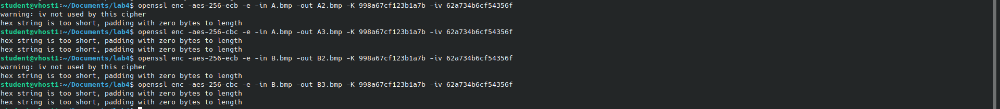 student@vhost1:~/Documents/lab4$ openssl enc -aes-256-ecb -e -in A.bmp -out A2.bmp -K 998a67cf123b1a7b -iv 62a734b6cf54356f
warning: iv not used by this cipher
hex string is too short, padding with zero bytes to length
student@vhost1:~/Documents/lab4$ openssl enc -aes-256-cbc -e -in A.bmp -out A3.bmp -K 998a67cf123b1a7b -iv 62a734b6cf54356f
hex string is too short, padding with zero bytes to length
hex string is too short, padding with zero bytes to length
student@vhost1:~/Documents/lab4$ openssl enc -aes-256-ecb -e -in B.bmp -out B2.bmp -K 998a67cf123b1a7b -iv 62a734b6cf54356f
warning: iv not used by this cipher
hex string is too short, padding with zero bytes to length
student@vhost1:~/Documents/lab4$ openssl enc -aes-256-cbc -e -in B.bmp -out B3.bmp -K 998a67cf123b1a7b -iv 62a734b6cf54356f
hex string is too short, padding with zero bytes to length
hex string is too short, padding with zero bytes to length